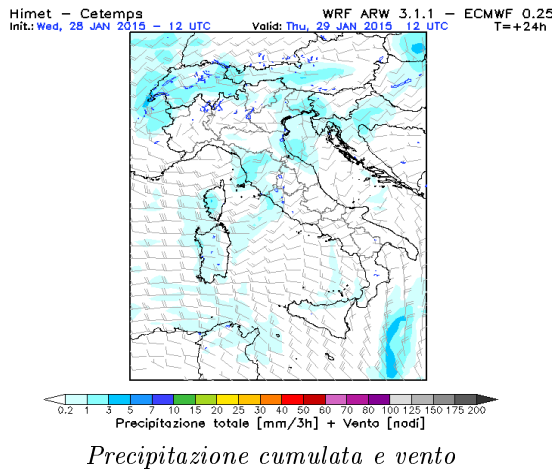 Himet – Cetemps WRF ARW 3.1.1 – ECMWF 0.25
Init.: Wed, 28 JAN 2015 – 12 UTC Valid: Thu, 29 JAN 2015 12 UTC T=+24h
0.2 1 3 5 7 10 15 20 25 30 40 50 60 70 80 100 125 150 175 200
Precipitazione totale [mm/3h] + Vento [nodi]
Precipitazione cumulata e vento